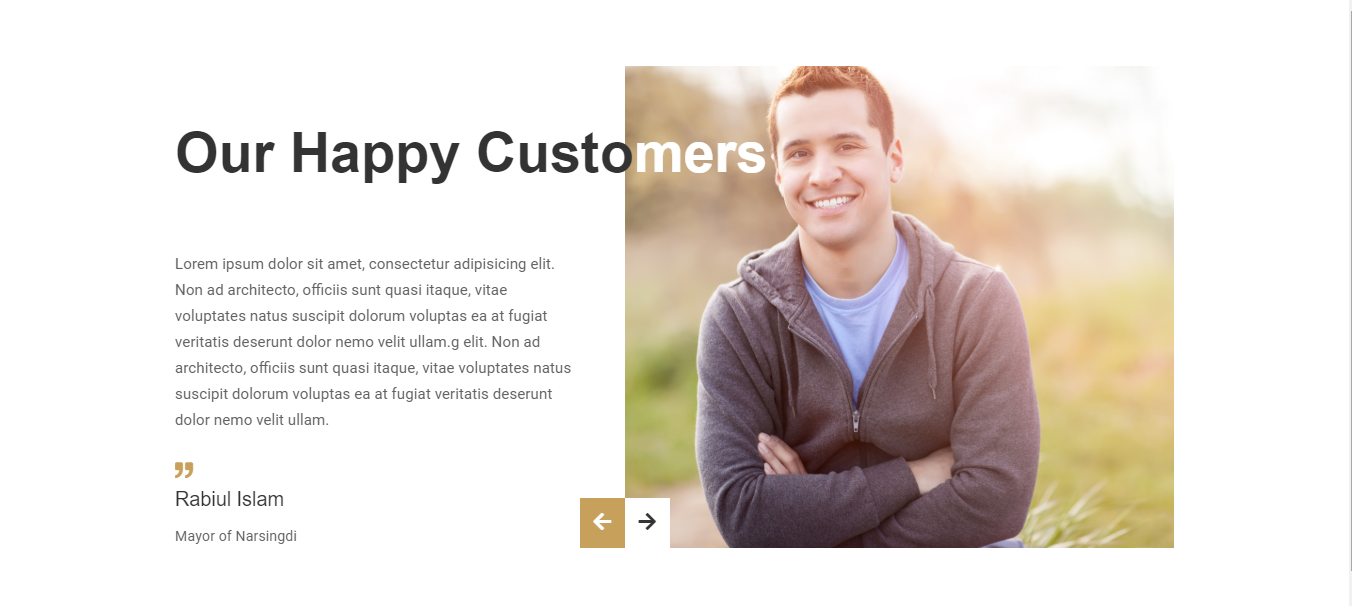 Our Happy Customers
Lorem ipsum dolor sit amet, consectetur adipisicing elit.
Non ad architecto, officiis sunt quasi itaque, vitae
voluptates natus suscipit dolorum voluptas ea at fugiat
veritatis deserunt dolor nemo velit ullam.g elit. Non ad
architecto, officiis sunt quasi itaque, vitae voluptates natus
suscipit dolorum voluptas ea at fugiat veritatis deserunt
dolor nemo velit ullam.
Rabiul Islam
Mayor of Narsingdi